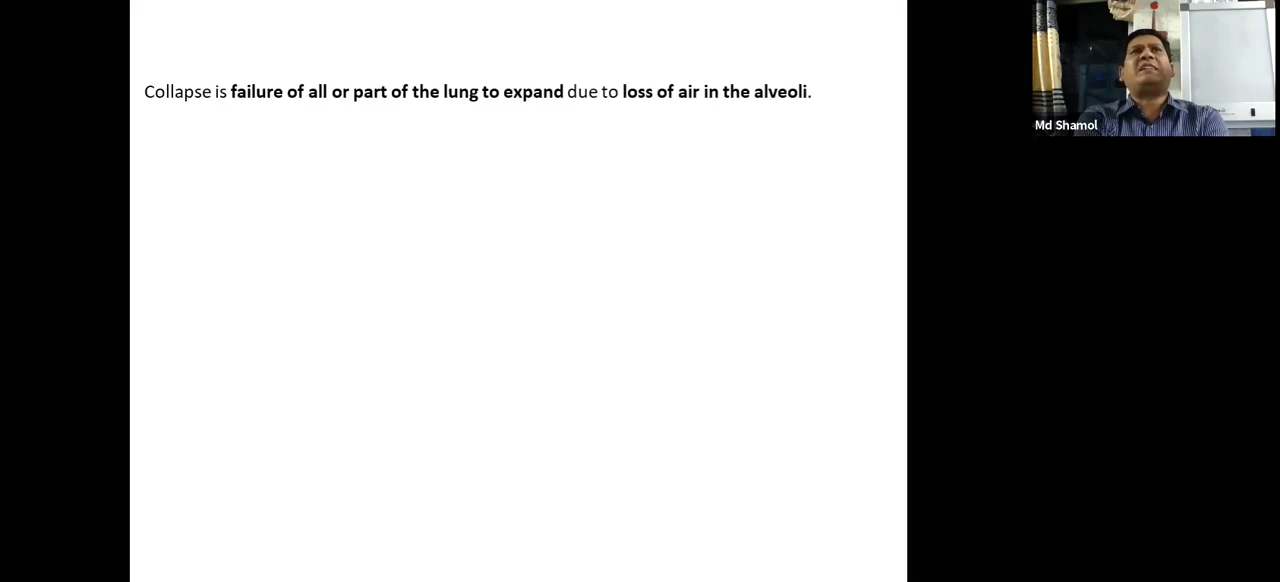 Collapse is failure of all or part of the lung to expand due to loss of air in the alveoli.
Md Shamol